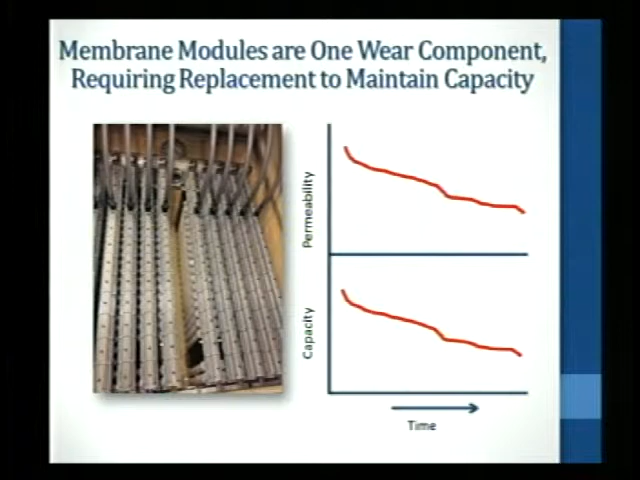 Membrane Modules are One Wear Component,
Requiring Replacement to Maintain Capacity
Permeability
Capacity
Time